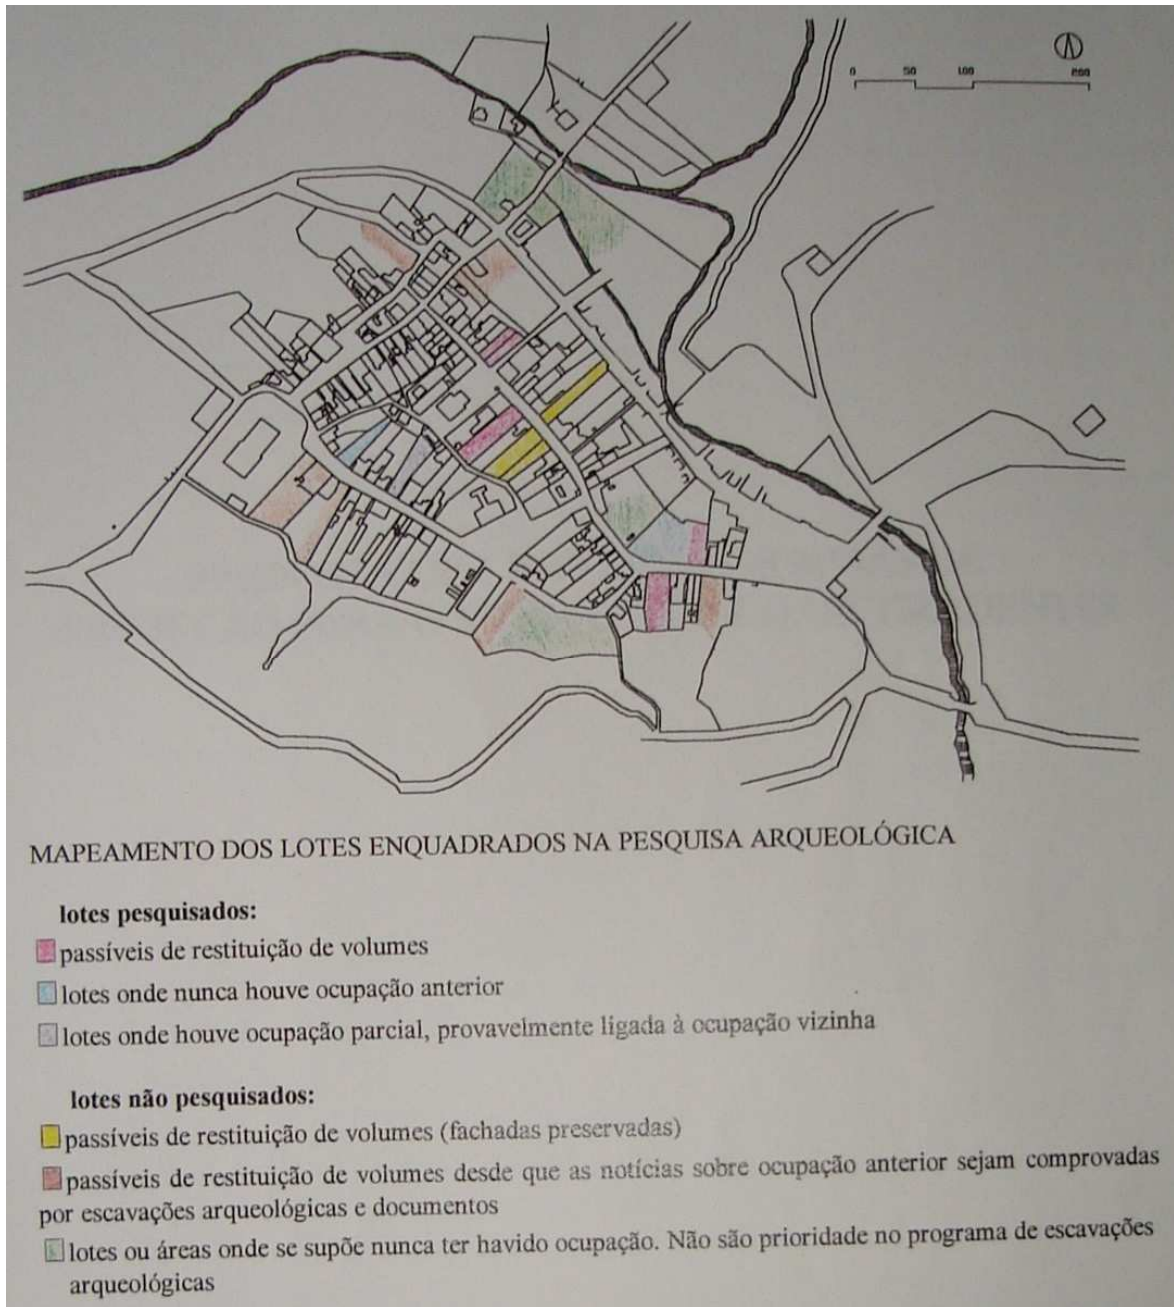 0 50 100 200
MAPEAMENTO DOS LOTES ENQUADRADOS NA PESQUISA ARQUEOLÓGICA
lotes pesquisados:
passíveis de restituição de volumes
lotes onde nunca houve ocupação anterior
lotes onde houve ocupação parcial, provavelmente ligada à ocupação vizinha
lotes não pesquisados:
passíveis de restituição de volumes (fachadas preservadas)
passíveis de restituição de volumes desde que as notícias sobre ocupação anterior sejam comprovadas
por escavações arqueológicas e documentos
lotes ou áreas onde se supõe nunca ter havido ocupação. Não são prioridade no programa de escavações
arqueológicas